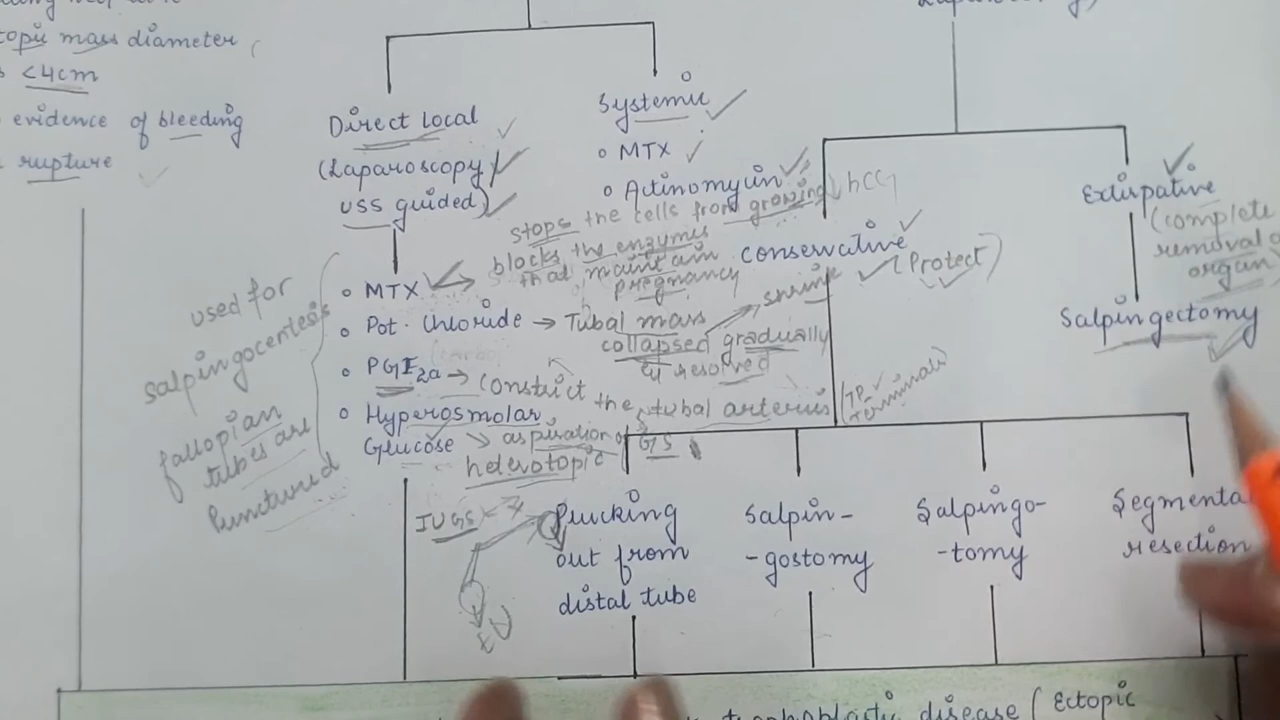 mass diameter
<4cm
evidence of bleeding
rupture
Direct local
(Laparoscopy/
USS guided)
Systemic
MTX
Actinomycin
hCG
stops the cells from growing
blocks the enzymes
that maintain
pregnancy
MTX
Pot. Chloride → Tubal mass
collapsed gradually
resolved
shrink
PGF2α → constrict the tubal arteries
Hyperosmolar
Glucose
aspiration of GS
heterotopic
used for
salpingocentesis
fallopian
tubes are
punctured
IUGS
conservative
(Protect)
Extirpative
(complete
removal of
organ)
Salpingectomy
Plucking
out from
distal tube
Salpin-
-gostomy
Salpingo-
-tomy
Segmental
resection
trophoblastic disease (Ectopic